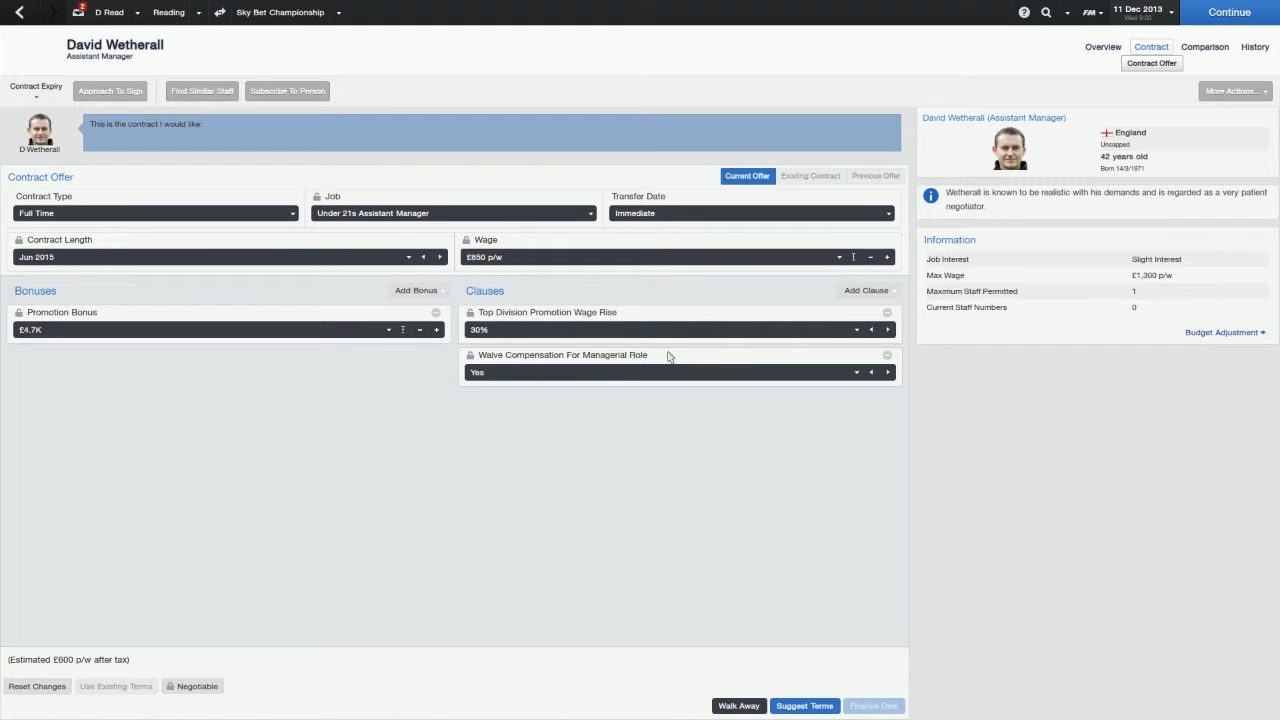 2
D Read
Reading
Sky Bet Championship
FM
11 Dec 2013
Wed 9:00
Continue
David Wetherall
Assistant Manager
Overview
Contract
Comparison
History
Contract Offer
Contract Expiry
-
Approach To Sign
Find Similar Staff
Subscribe To Person
More Actions...
D Wetherall
This is the contract I would like:
David Wetherall (Assistant Manager)
England
Uncapped
42 years old
Born 14/3/1971
Contract Offer
Current Offer
Existing Contract
Previous Offer
Contract Type
Job
Transfer Date
Full Time
Under 21s Assistant Manager
Immediate
Wetherall is known to be realistic with his demands and is regarded as a very patient
negotiator.
Contract Length
Wage
Jun 2015
£850 p/w
Information
Job Interest
Slight Interest
Max Wage
£1,300 p/w
Maximum Staff Permitted
1
Current Staff Numbers
0
Budget Adjustment
Bonuses
Add Bonus
Clauses
Add Clause
Promotion Bonus
£4.7K
Top Division Promotion Wage Rise
30%
Waive Compensation For Managerial Role
Yes
(Estimated £600 p/w after tax)
Reset Changes
Use Existing Terms
Negotiable
Walk Away
Suggest Terms
Finalise Deal